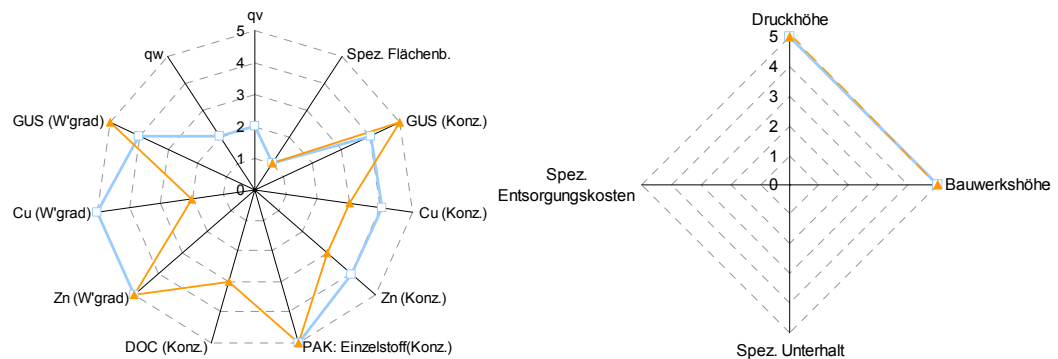 qv
5
4
3
2
1
0
qw
Spez. Flächenb.
GUS (W'grad)
GUS (Konz.)
Cu (W'grad)
Cu (Konz.)
Zn (W'grad)
Zn (Konz.)
DOC (Konz.)
PAK: Einzelstoff(Konz.)
Druckhöhe
5
4
3
2
1
0
Spez.
Entsorgungskosten
Bauwerkshöhe
Spez. Unterhalt